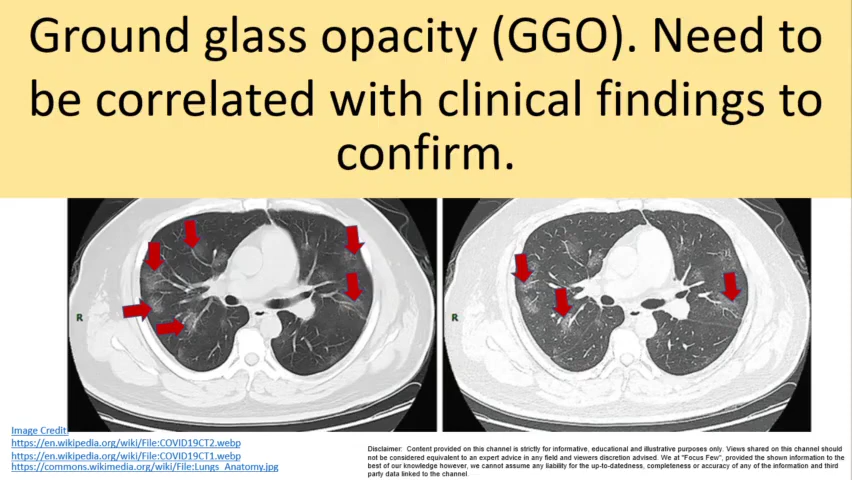 Ground glass opacity (GGO). Need to
be correlated with clinical findings to
confirm.
R
R
Image Credit
https://en.wikipedia.org/wiki/File:COVID19CT2.webp
https://en.wikipedia.org/wiki/File:COVID19CT1.webp
https://commons.wikimedia.org/wiki/File:Lungs_Anatomy.jpg
Disclaimer: Content provided on this channel is strictly for informative, educational and illustrative purposes only. Views shared on this channel should
not be considered equivalent to an expert advice in any field and viewers discretion advised. We at "Focus Few", provided the shown information to the
best of our knowledge however, we cannot assume any liability for the up-to-datedness, completeness or accuracy of any of the information and third
party data linked to the channel.